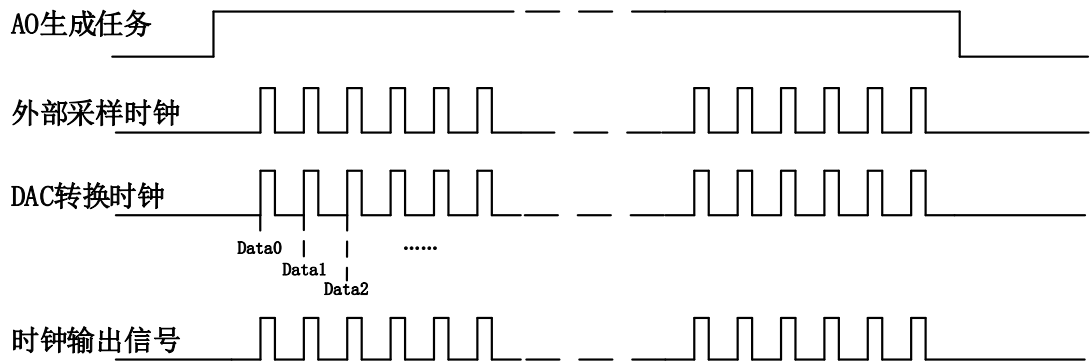 AO生成任务
外部采样时钟
DAC转换时钟
Data0
Data1
Data2
……
时钟输出信号